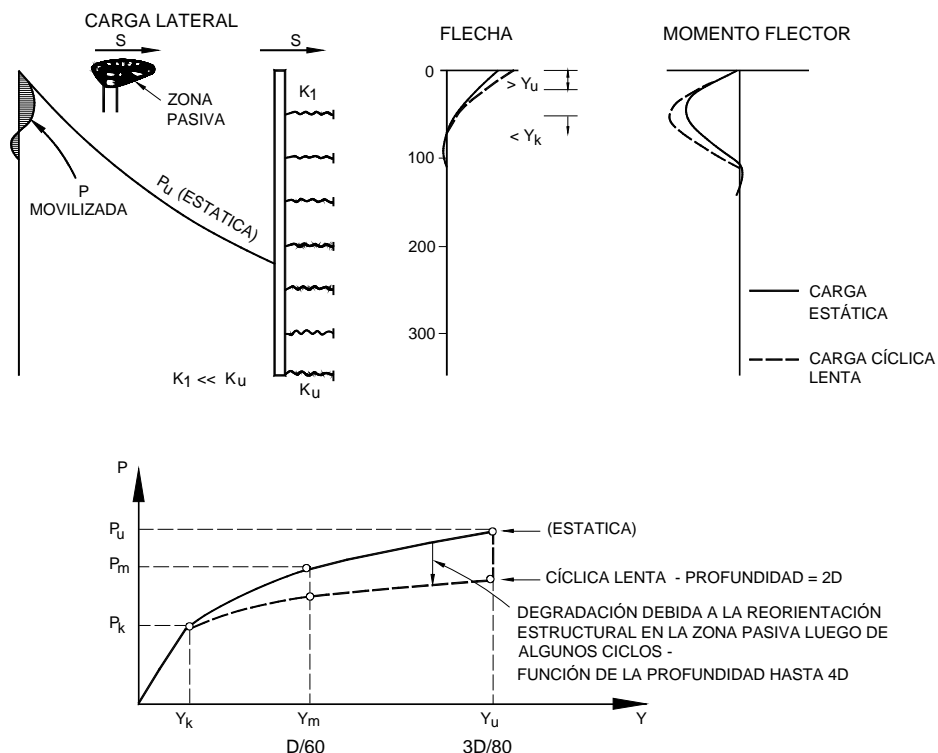 CARGA LATERAL
S
S
ZONA
PASIVA
P
MOVILIZADA
Pu (ESTATICA)
K1
K1 << Ku
Ku
FLECHA
0
100
200
300
> Yu
< Yk
MOMENTO FLECTOR
CARGA
ESTÁTICA
CARGA CÍCLICA
LENTA
P
Pu
Pm
Pk
(ESTATICA)
CÍCLICA LENTA - PROFUNDIDAD = 2D
DEGRADACIÓN DEBIDA A LA REORIENTACIÓN
ESTRUCTURAL EN LA ZONA PASIVA LUEGO DE
ALGUNOS CICLOS -
FUNCIÓN DE LA PROFUNDIDAD HASTA 4D
Yk
Ym
Yu
Y
D/60
3D/80